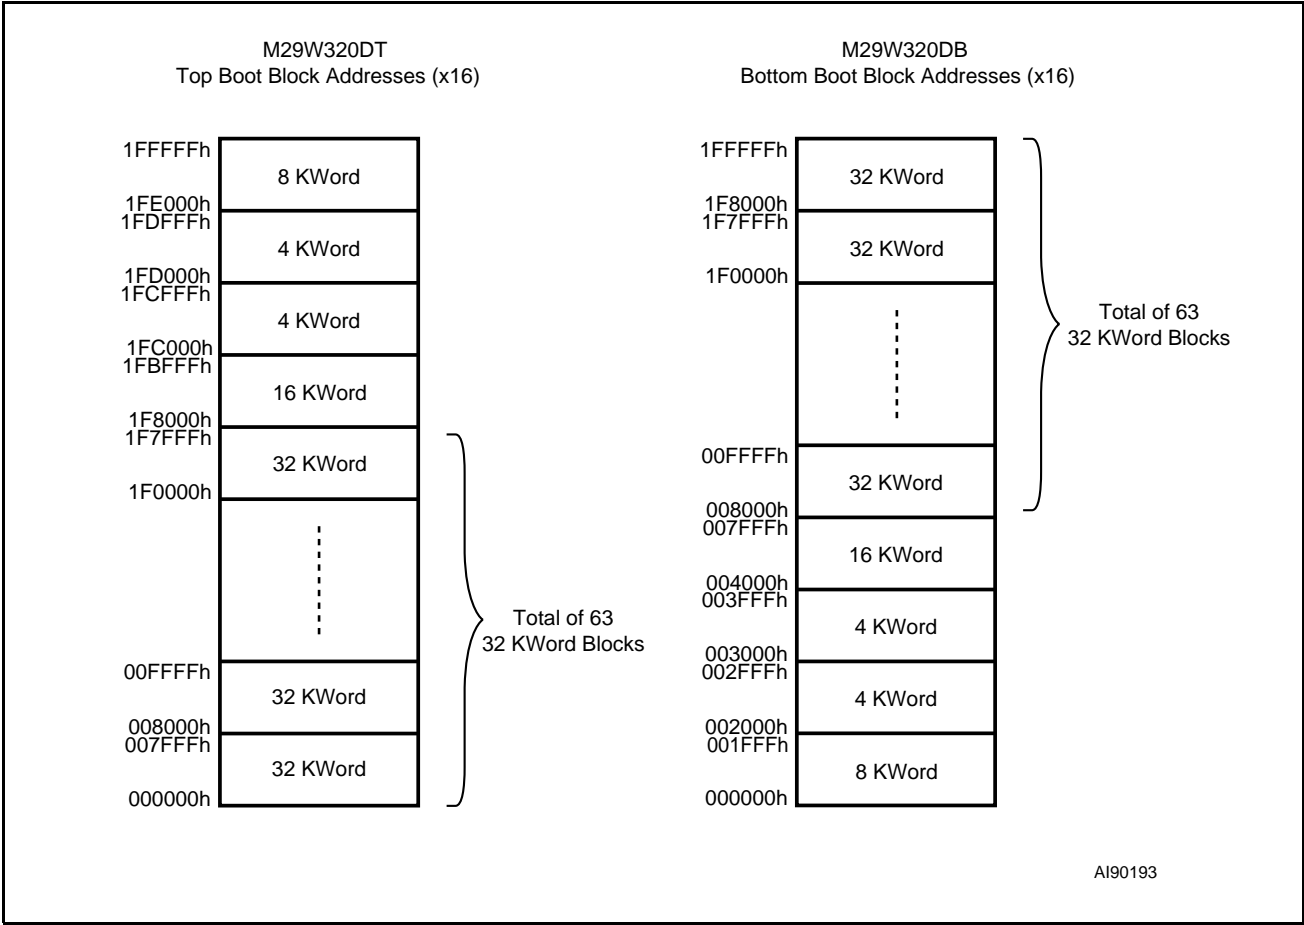 M29W320DT
Top Boot Block Addresses (x16)
1FFFFFh
8 KWord
1FE000h
1FDFFFh
4 KWord
1FD000h
1FCFFFh
4 KWord
1FC000h
1FBFFFh
16 KWord
1F8000h
1F7FFFh
32 KWord
1F0000h
Total of 63
32 KWord Blocks
00FFFFh
32 KWord
008000h
007FFFh
32 KWord
000000h
M29W320DB
Bottom Boot Block Addresses (x16)
1FFFFFh
32 KWord
1F8000h
1F7FFFh
32 KWord
1F0000h
Total of 63
32 KWord Blocks
00FFFFh
32 KWord
008000h
007FFFh
16 KWord
004000h
003FFFh
4 KWord
003000h
002FFFh
4 KWord
002000h
001FFFh
8 KWord
000000h
AI90193